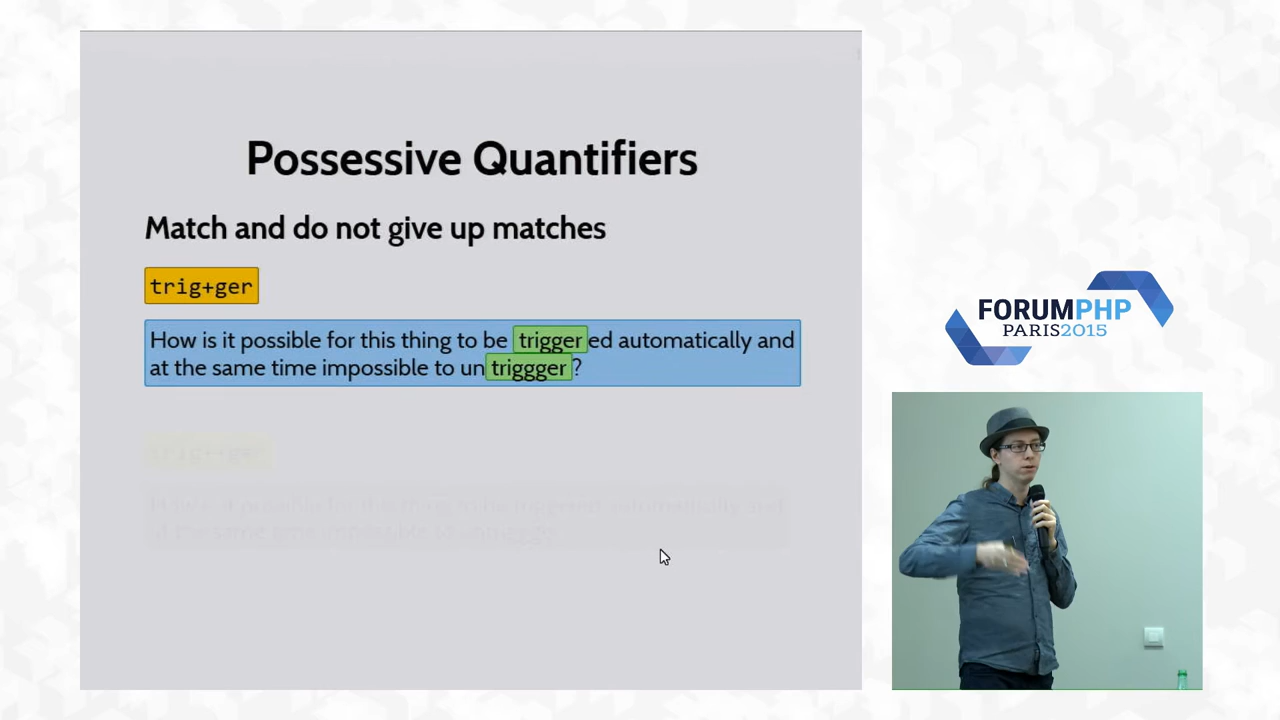 Possessive Quantifiers
Match and do not give up matches
trig+ger
How is it possible for this thing to be triggered automatically and
at the same time impossible to untriggger?
FORUMPHP
PARIS2015